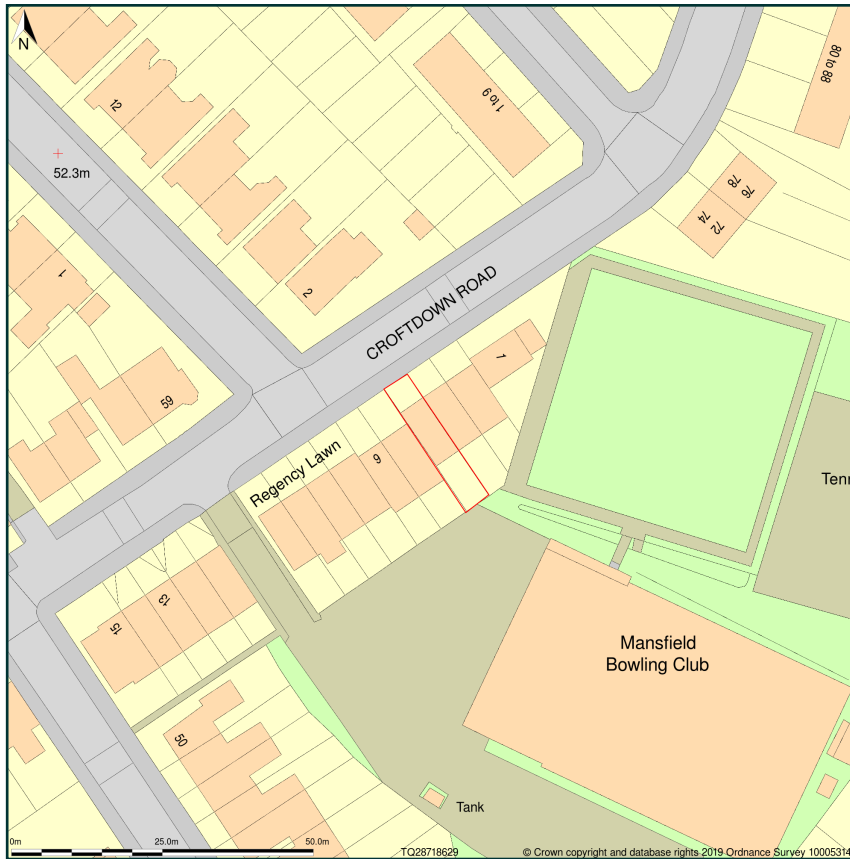 N
12
1 to 9
80 to 88
52.3m
78
76
74
72
1
2
CROFTDOWN ROAD
59
1
Regency Lawn
9
Tenn
13
15
Mansfield
Bowling Club
50
Tank
0m
25.0m
50.0m
TQ28718629
© Crown copyright and database rights 2019 Ordnance Survey 10005314